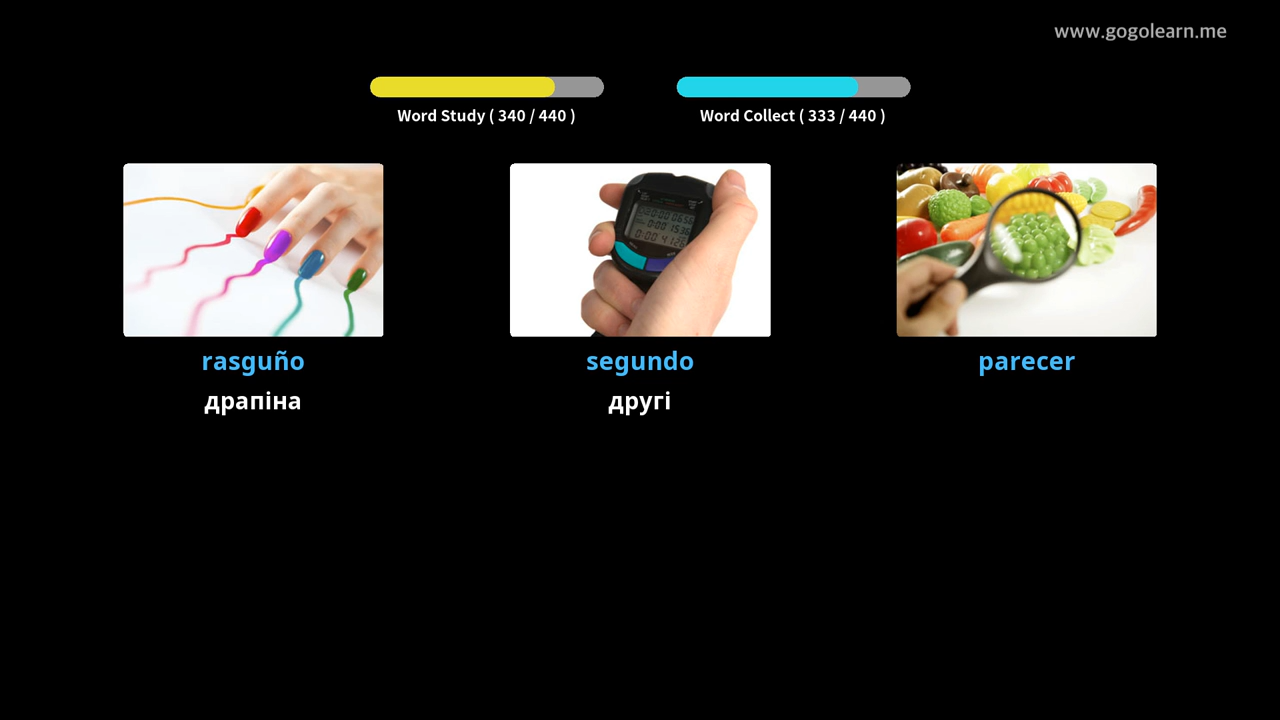 www.gogolearn.me
Word Study ( 340 / 440 )
Word Collect ( 333 / 440 )
rasguño
segundo
parecer
драпіна
другі